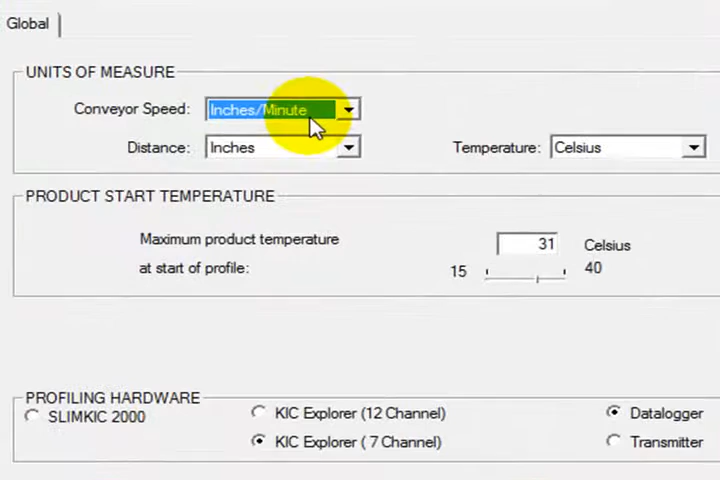 Global
UNITS OF MEASURE
Conveyor Speed: Inches/Minute
Distance: Inches Temperature: Celsius
PRODUCT START TEMPERATURE
Maximum product temperature 31 Celsius
at start of profile: 15 40
PROFILING HARDWARE
SLIMKIC 2000 KIC Explorer (12 Channel) Datalogger
KIC Explorer ( 7 Channel) Transmitter